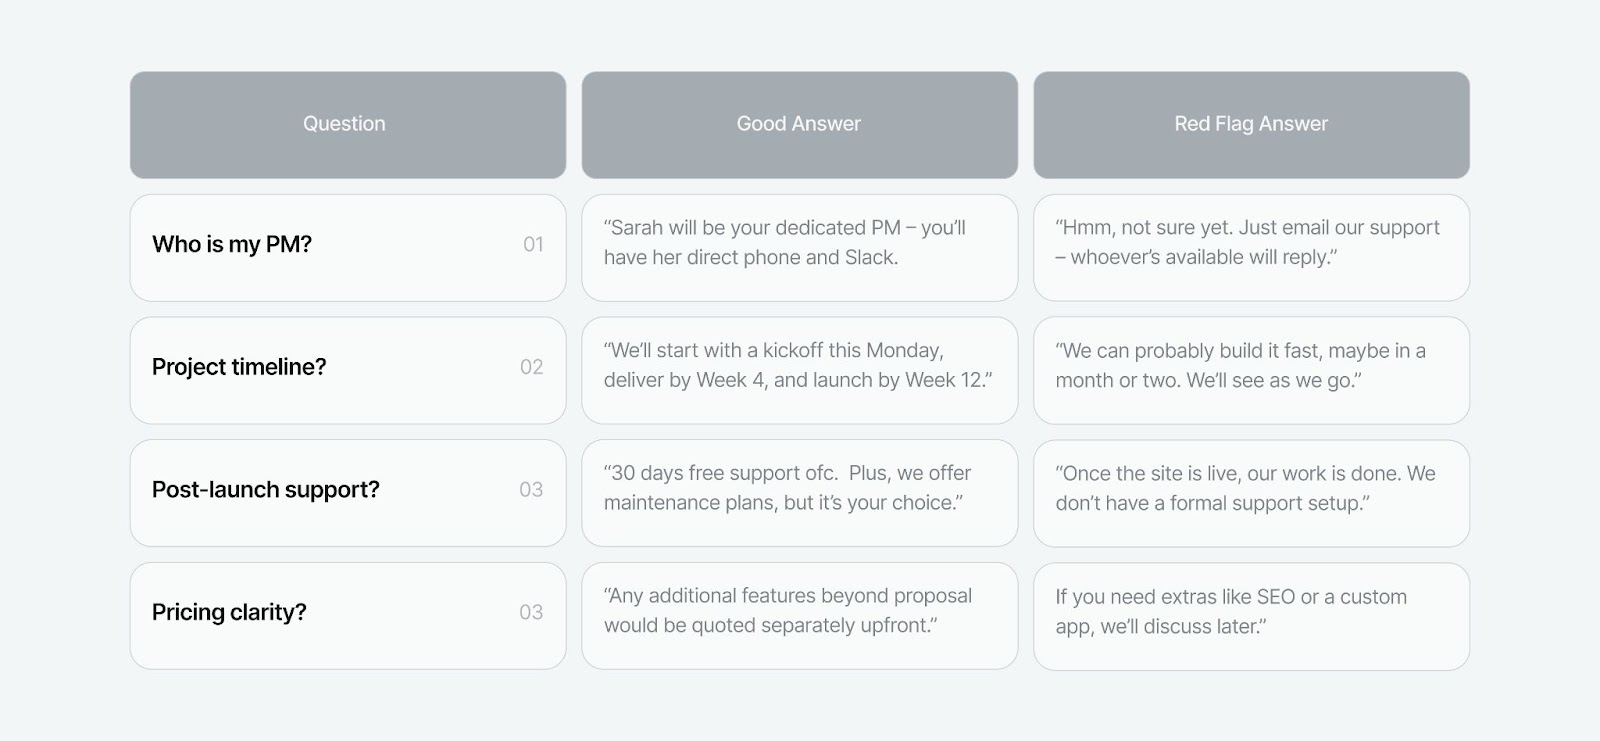 Question
Good Answer
Red Flag Answer
Who is my PM?
01
“Sarah will be your dedicated PM – you’ll
have her direct phone and Slack.
“Hmm, not sure yet. Just email our support
– whoever’s available will reply.”
Project timeline?
02
“We’ll start with a kickoff this Monday,
deliver by Week 4, and launch by Week 12.”
“We can probably build it fast, maybe in a
month or two. We’ll see as we go.”
Post-launch support?
03
“30 days free support ofc.  Plus, we offer
maintenance plans, but it’s your choice.”
“Once the site is live, our work is done. We
don’t have a formal support setup.”
Pricing clarity?
03
“Any additional features beyond proposal
would be quoted separately upfront.”
If you need extras like SEO or a custom
app, we’ll discuss later.”